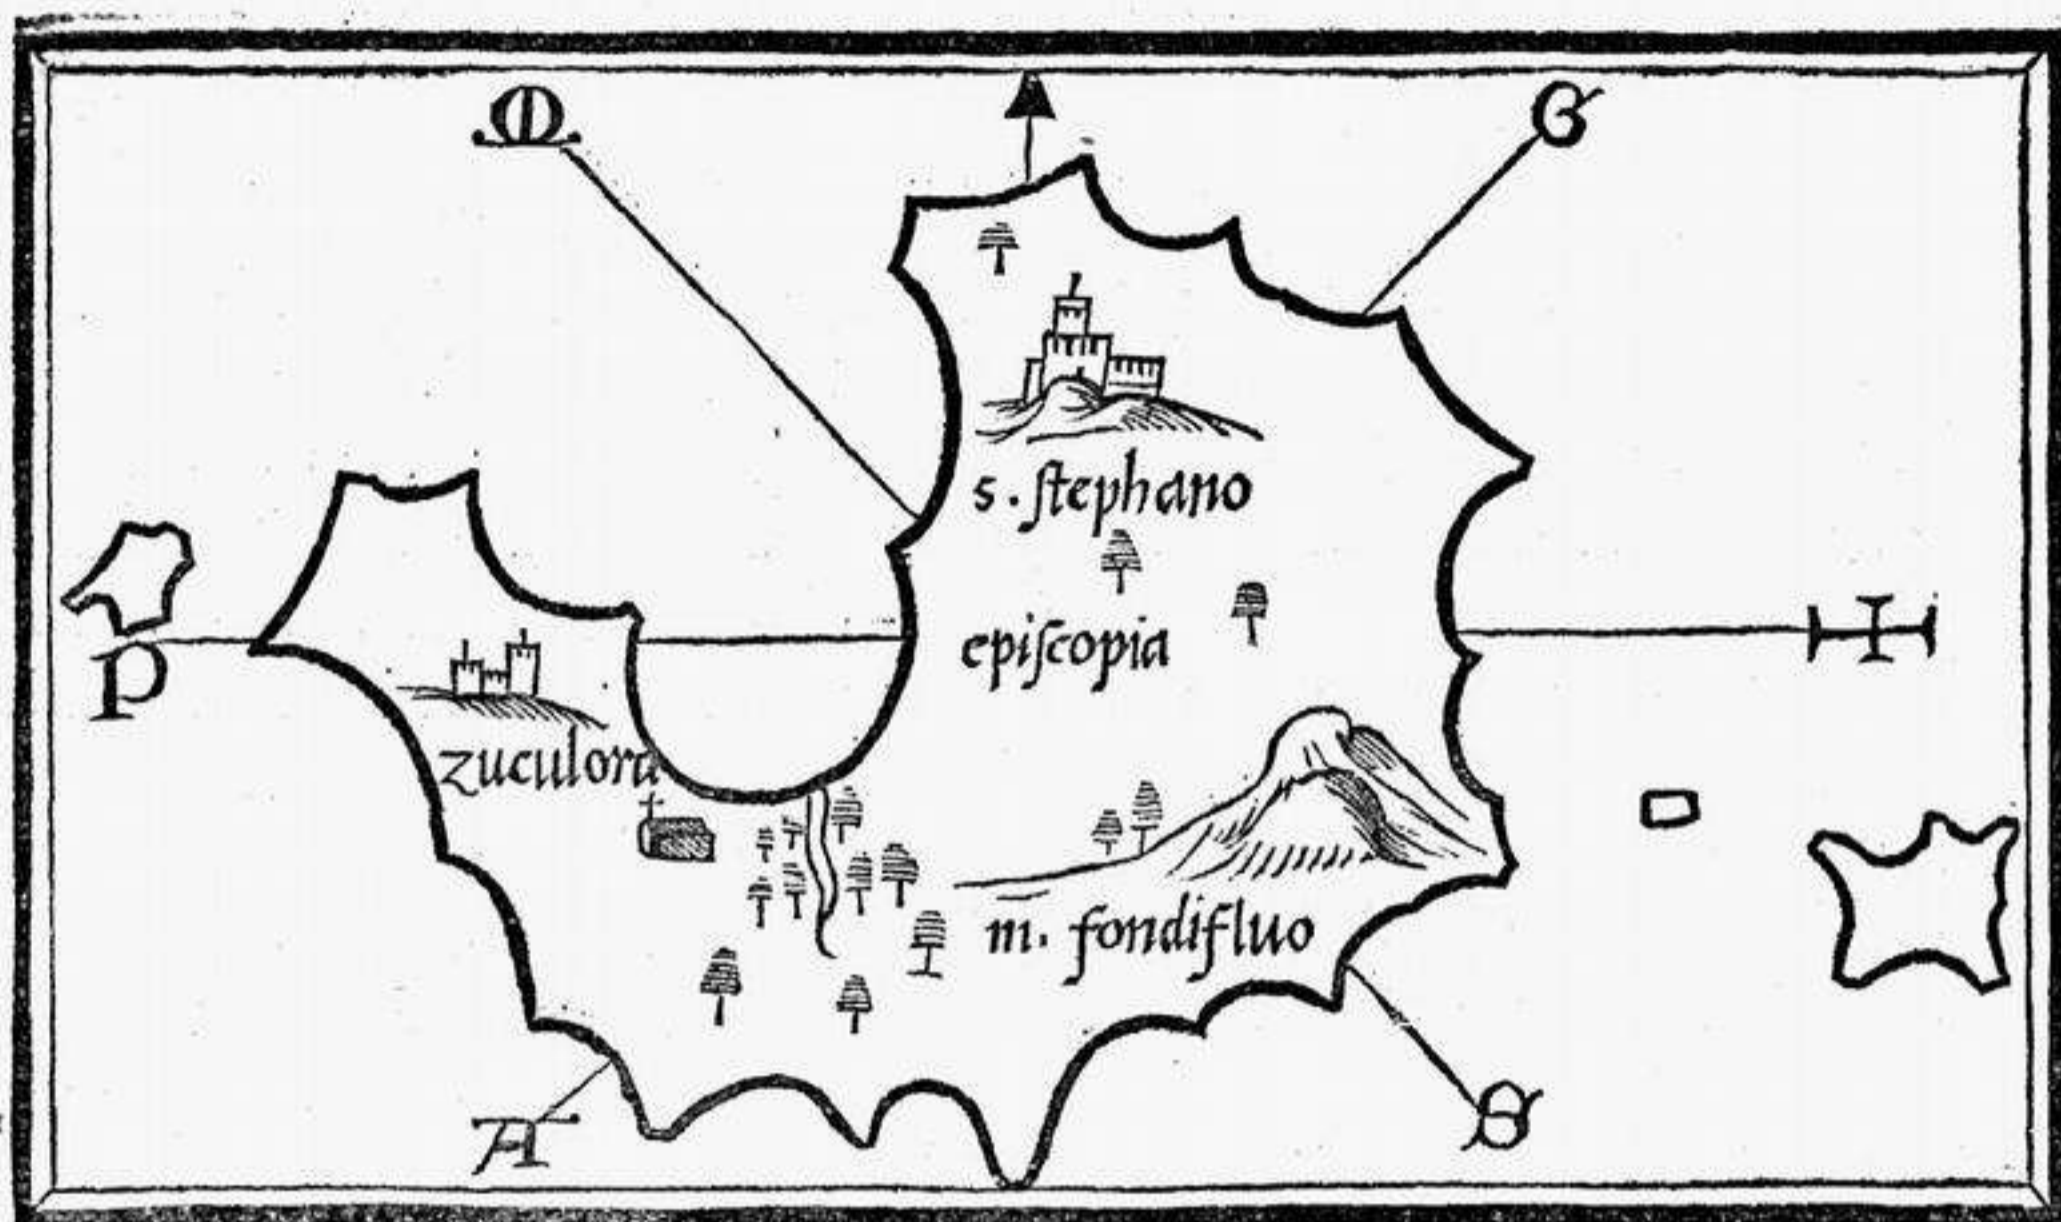 M
G
s. ſtephano
epiſcopia
P
zuculora
m. fondifluo
A
S